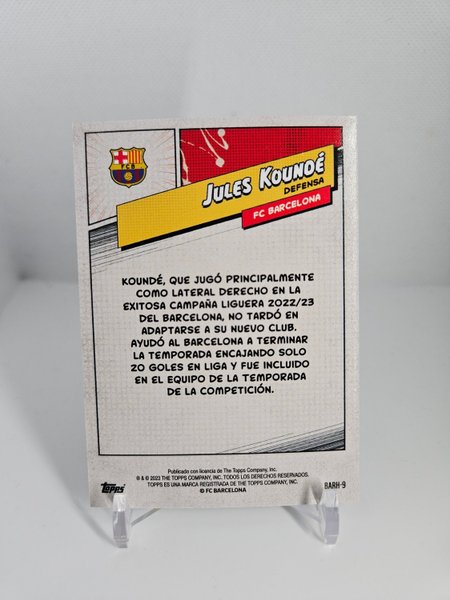 FCB
JULES KOUNDÉ
DEFENSA
FC BARCELONA
KOUNDÉ, QUE JUGÓ PRINCIPALMENTE
COMO LATERAL DERECHO EN LA
EXITOSA CAMPAÑA LIGUERA 2022/23
DEL BARCELONA, NO TARDÓ EN
ADAPTARSE A SU NUEVO CLUB.
AYUDÓ AL BARCELONA A TERMINAR
LA TEMPORADA ENCAJANDO SOLO
20 GOLES EN LIGA Y FUE INCLUIDO
EN EL EQUIPO DE LA TEMPORADA
DE LA COMPETICIÓN.
Publicado con licencia de The Topps Company, Inc.
® & © 2023 THE TOPPS COMPANY, INC. TODOS LOS DERECHOS RESERVADOS.
TOPPS ES UNA MARCA REGISTRADA DE THE TOPPS COMPANY, INC.
© FC BARCELONA
TOPPS
BARH-9